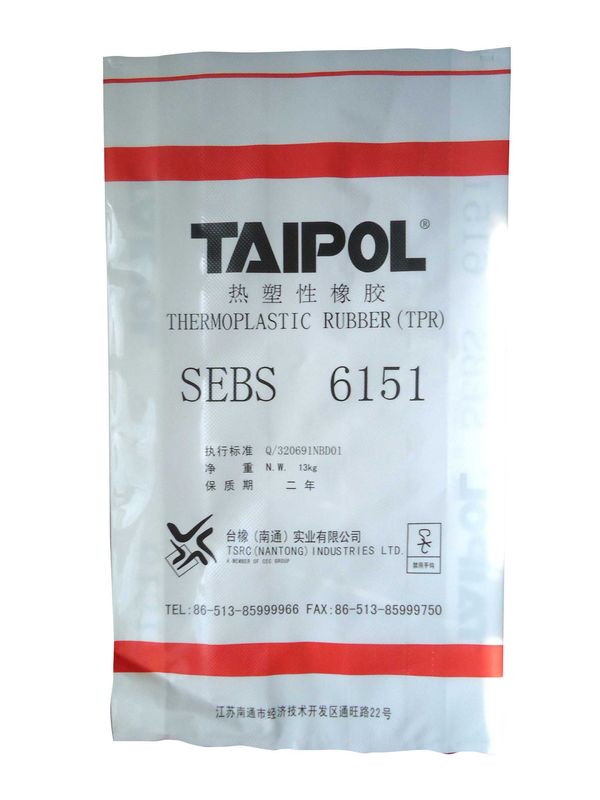 TAIPOL®
热塑性橡胶
THERMOPLASTIC RUBBER(TPR)
SEBS 6151
执行标准 Q/320691NBD01
净 重 N.W. 13kg
保质期 二年
台橡(南通)实业有限公司
TSRC(NANTONG)INDUSTRIES LTD.
A MEMBER OF CEC GROUP
禁用手钩
TEL:86-513-85999966 FAX:86-513-85999750
江苏南通市经济技术开发区通旺路22号